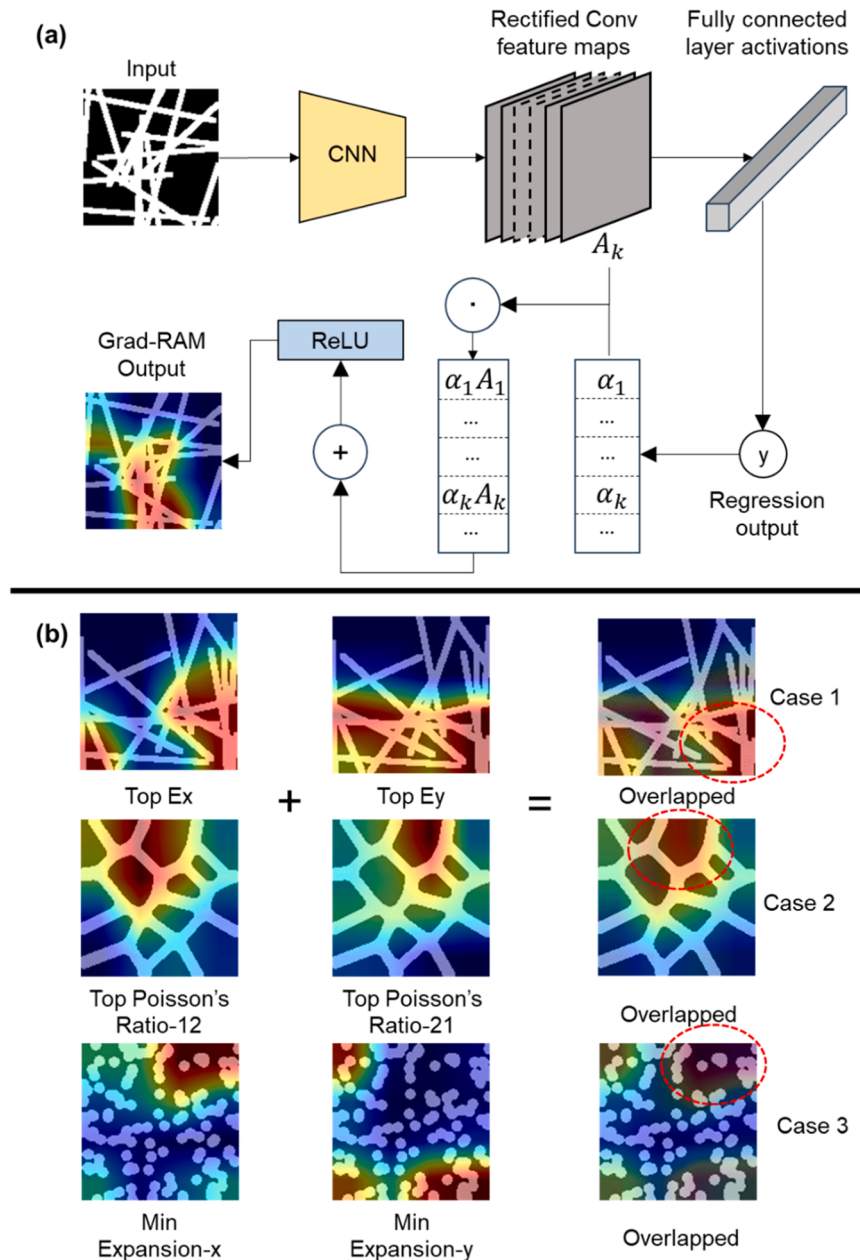 (a)
Input
CNN
Rectified Conv
feature maps
Fully connected
layer activations
A_k
Grad-RAM
Output
ReLU
·
+
α₁A₁
...
...
α_kA_k
...
α₁
...
...
α_k
...
y
Regression
output
(b)
Case 1
Top Ex
+
Top Ey
=
Overlapped
Case 2
Top Poisson's
Ratio-12
Top Poisson's
Ratio-21
Overlapped
Case 3
Min
Expansion-x
Min
Expansion-y
Overlapped